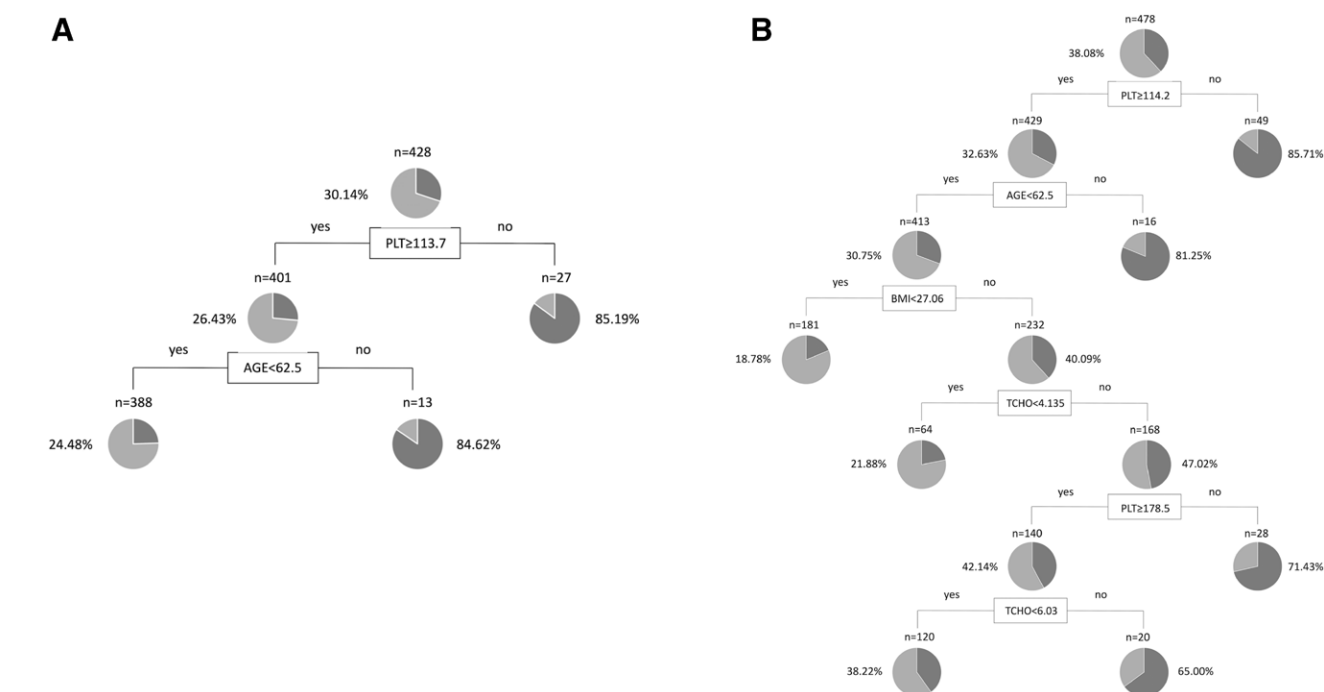 A
n=428
30.14%
yes
no
PLT≥113.7
n=401
n=27
26.43%
85.19%
yes
no
AGE<62.5
n=388
n=13
24.48%
84.62%
B
n=478
38.08%
yes
no
PLT≥114.2
n=429
n=49
32.63%
85.71%
yes
no
AGE<62.5
n=413
n=16
30.75%
81.25%
yes
no
BMI<27.06
n=181
n=232
18.78%
40.09%
yes
no
TCHO<4.135
n=64
n=168
21.88%
47.02%
yes
no
PLT≥178.5
n=140
n=28
42.14%
71.43%
yes
no
TCHO<6.03
n=120
n=20
38.22%
65.00%